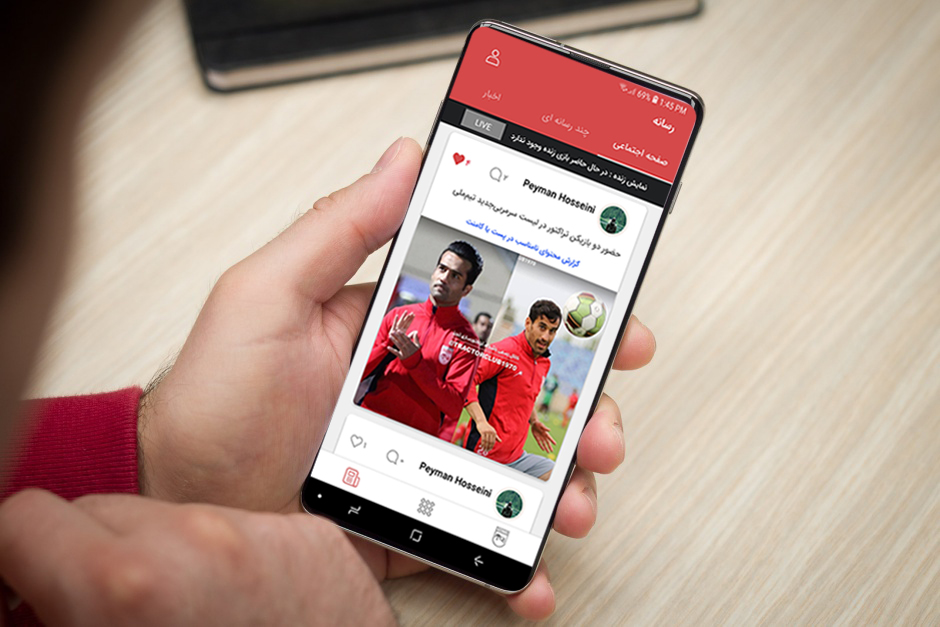 69% 1:45 PM
رسانه
صفحه اجتماعی
چند رسانه ای
اخبار
نمایش زنده : در حال حاضر بازی زنده وجود ندارد
LIVE
Peyman Hosseini
۲
۴
حضور دو بازیکن تراکتور در لیست سرمربی‌جدید تیم‌ملی
گزارش محتوای نامناسب در پست یا کامنت
@TRACTORCLUB1970
Peyman Hosseini
۰
۱